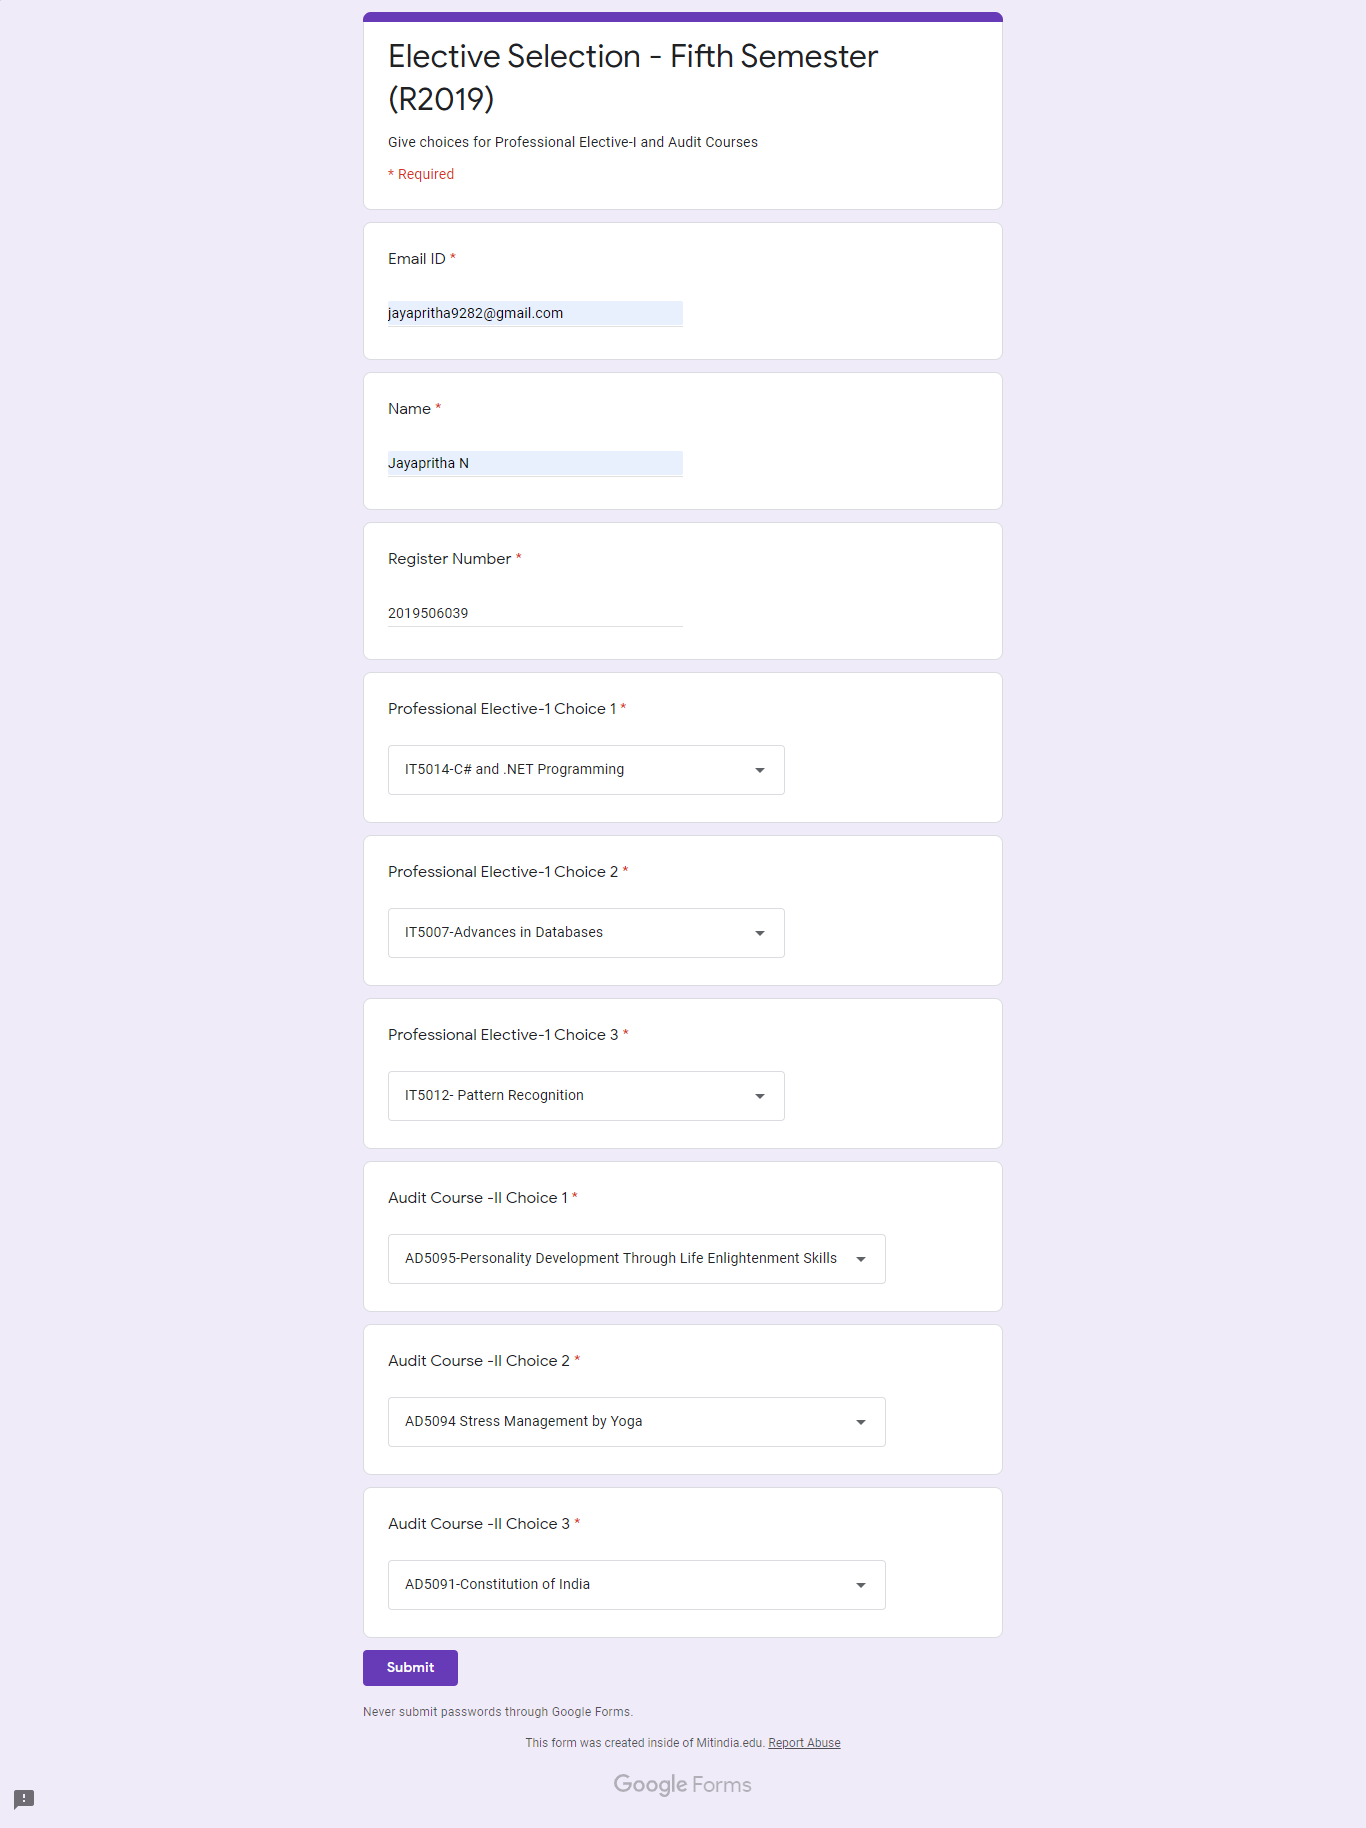 Elective Selection - Fifth Semester
(R2019)
Give choices for Professional Elective-I and Audit Courses
* Required
Email ID *
jayapritha9282@gmail.com
Name *
Jayapritha N
Register Number *
2019506039
Professional Elective-1 Choice 1 *
IT5014-C# and .NET Programming
Professional Elective-1 Choice 2 *
IT5007-Advances in Databases
Professional Elective-1 Choice 3 *
IT5012- Pattern Recognition
Audit Course -II Choice 1 *
AD5095-Personality Development Through Life Enlightenment Skills
Audit Course -II Choice 2 *
AD5094 Stress Management by Yoga
Audit Course -II Choice 3 *
AD5091-Constitution of India
Submit
Never submit passwords through Google Forms.
This form was created inside of Mitindia.edu. Report Abuse
Google Forms